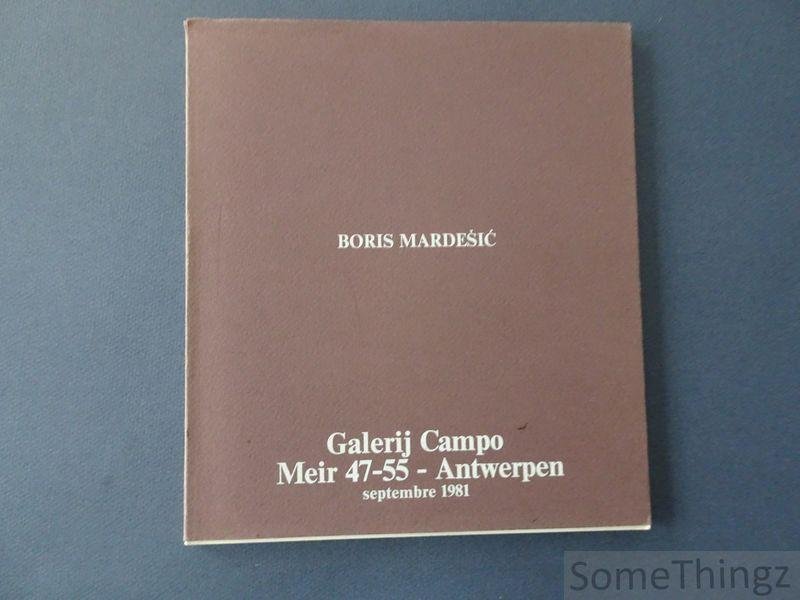 BORIS MARDEŠIĆ
Galerij Campo
Meir 47-55 - Antwerpen
septembre 1981
SomeThingz